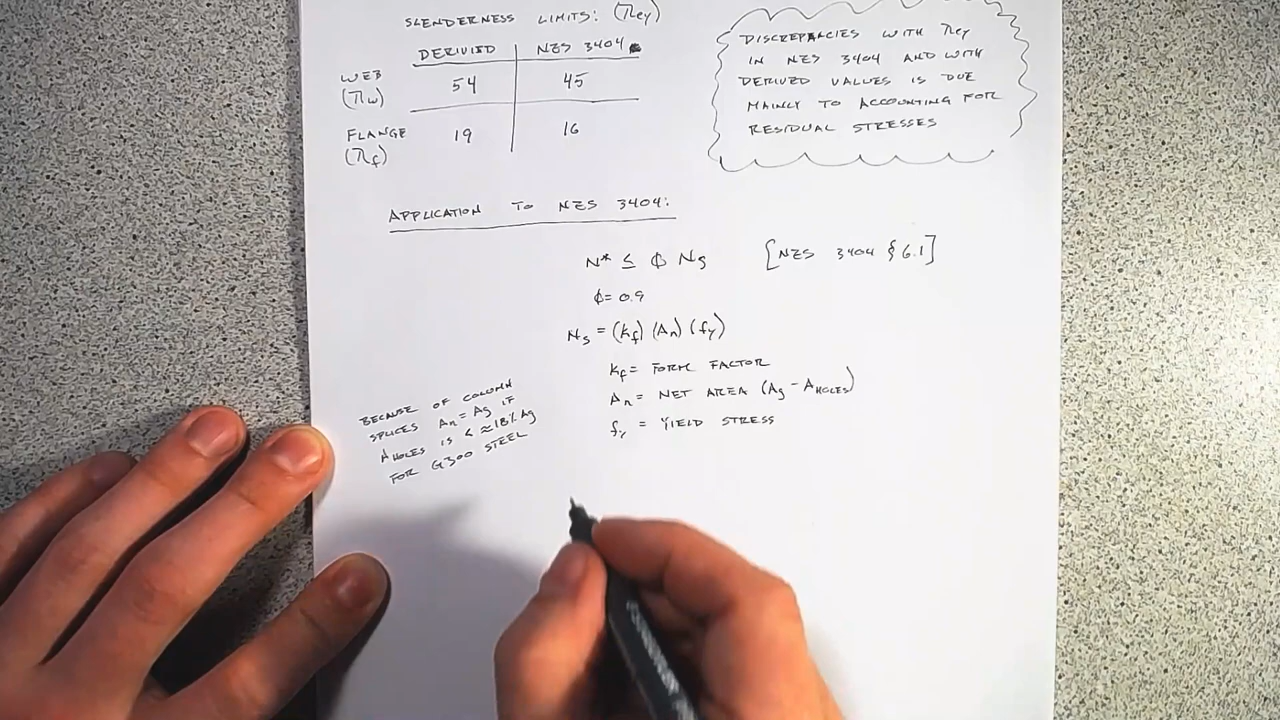 SLENDERNESS LIMITS: (λey)
DERIVED NZS 3404
WEB (λw) 54 45
FLANGE (λf) 19 16
DISCREPANCIES WITH λey
IN NZS 3404 AND WITH
DERIVED VALUES IS DUE
MAINLY TO ACCOUNTING FOR
RESIDUAL STRESSES
APPLICATION TO NZS 3404:
N* ≤ φ Ns [NZS 3404 § 6.1]
φ = 0.9
Ns = (kf) (An) (fy)
kf = FORM FACTOR
An = NET AREA (Ag - AHOLES)
fy = YIELD STRESS
BECAUSE OF COLUMN
SPLICES An = Ag IF
AHOLES IS < ≈18% Ag
FOR G300 STEEL